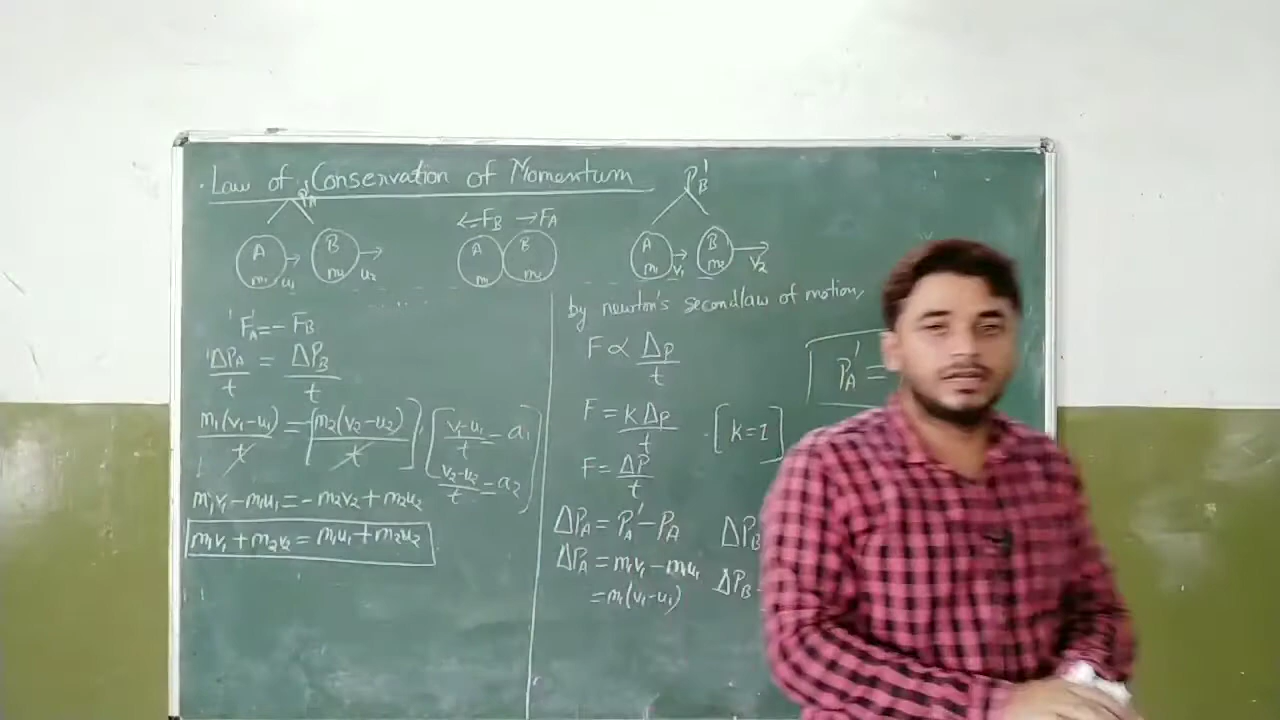 . Law of Conservation of Momentum
P'A
P'B
←FB →FA
A B
m1 u1 m2 u2
A B
m1 m2
A B
m1 v1 m2 v2
F'A = - FB
ΔPA/t = ΔPB/t
m1(v1-u1)/t = -[m2(v2-u2)/t]
[v1-u1/t = a1
v2-u2/t = a2]
m1v1 - m1u1 = - m2v2 + m2u2
m1v1 + m2v2 = m1u1 + m2u2
by newton's second law of motion,
F ∝ Δp/t
F = kΔp/t [k=1]
F = ΔP/t
ΔPA = P'A - PA
ΔPA = m1v1 - m1u1
= m1(v1-u1)
ΔPB
ΔPB
P'A =